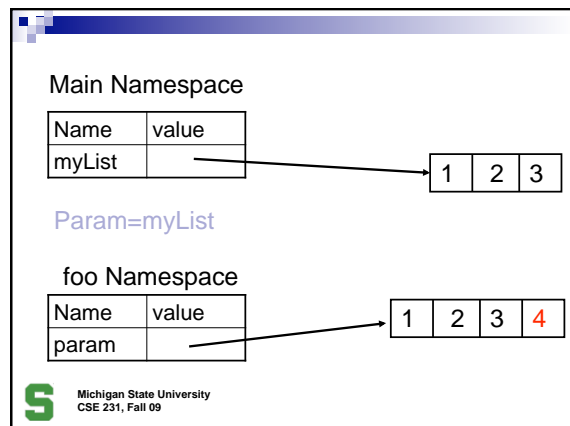 Main Namespace
Name value
myList
1 2 3
Param=myList
foo Namespace
Name value
param
1 2 3 4
S
Michigan State University
CSE 231, Fall 09